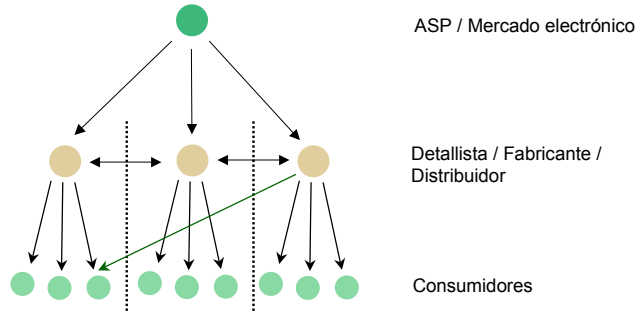 ASP / Mercado electrónico
Detallista / Fabricante /
Distribuidor
Consumidores